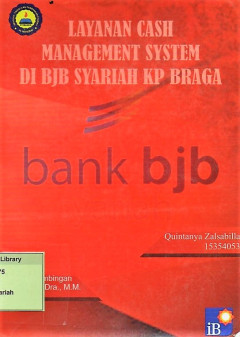 LAYANAN CASH
MANAGEMENT SYSTEM
DI BJB SYARIAH KP BRAGA
bank bjb
Quintanya Zalsabilla
15354053
Library
75
ariah
mbingan
Dra., M.M.
iB